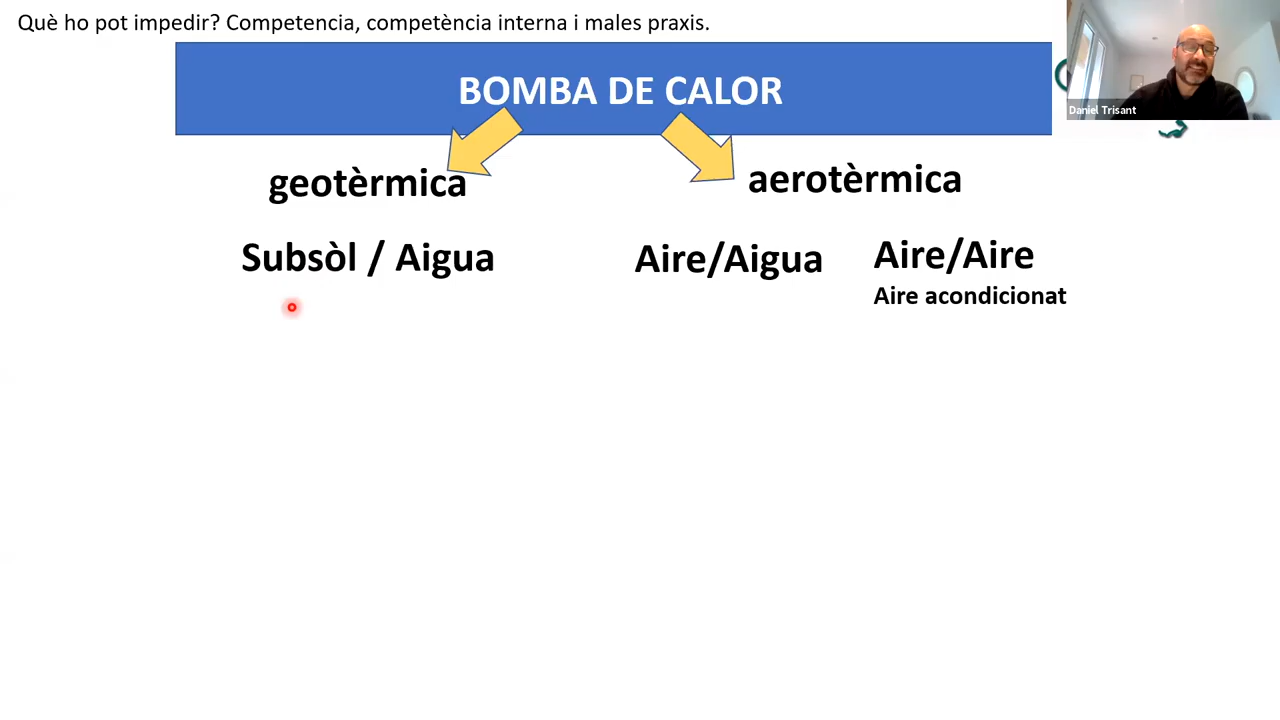 Què ho pot impedir? Competencia, competència interna i males praxis.
BOMBA DE CALOR
Daniel Trisant
geotèrmica
aerotèrmica
Subsòl / Aigua
Aire/Aigua
Aire/Aire
Aire acondicionat